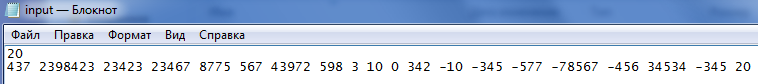 input — Блокнот
Файл Правка Формат Вид Справка
20
437 2398423 23423 23467 8775 567 43972 598 3 10 0 342 -10 -345 -577 -78567 -456 34534 -345 20